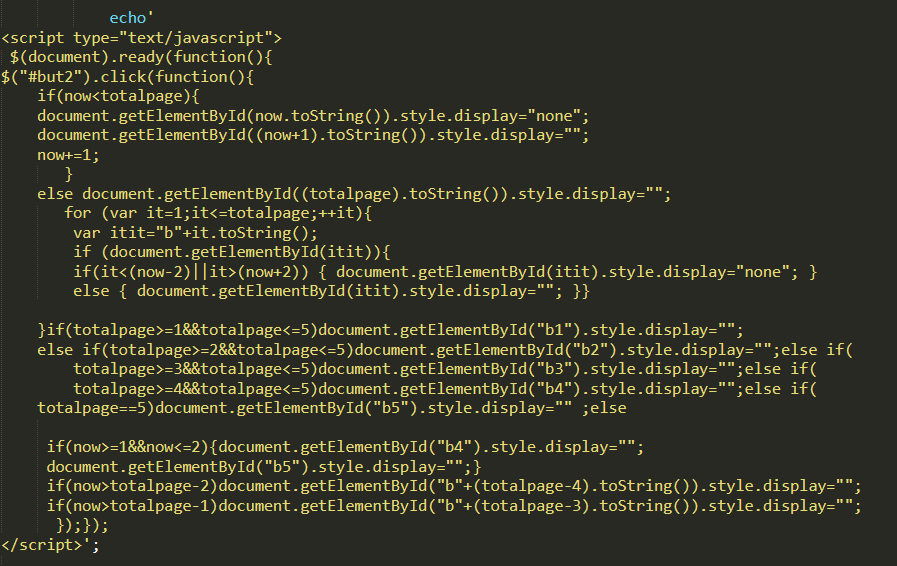 echo'
<script type="text/javascript">
$(document).ready(function(){
$("#but2").click(function(){
if(now<totalpage){
document.getElementById(now.toString()).style.display="none";
document.getElementById((now+1).toString()).style.display="";
now+=1;
}
else document.getElementById((totalpage).toString()).style.display="";
for (var it=1;it<=totalpage;++it){
var itit="b"+it.toString();
if (document.getElementById(itit)){
if(it<(now-2)||it>(now+2)) { document.getElementById(itit).style.display="none"; }
else { document.getElementById(itit).style.display=""; }}
}if(totalpage>=1&&totalpage<=5)document.getElementById("b1").style.display="";
else if(totalpage>=2&&totalpage<=5)document.getElementById("b2").style.display="";else if(
totalpage>=3&&totalpage<=5)document.getElementById("b3").style.display="";else if(
totalpage>=4&&totalpage<=5)document.getElementById("b4").style.display="";else if(
totalpage==5)document.getElementById("b5").style.display="" ;else
if(now>=1&&now<=2){document.getElementById("b4").style.display="";
document.getElementById("b5").style.display="";}
if(now>totalpage-2)document.getElementById("b"+(totalpage-4).toString()).style.display="";
if(now>totalpage-1)document.getElementById("b"+(totalpage-3).toString()).style.display="";
});});
</script>';